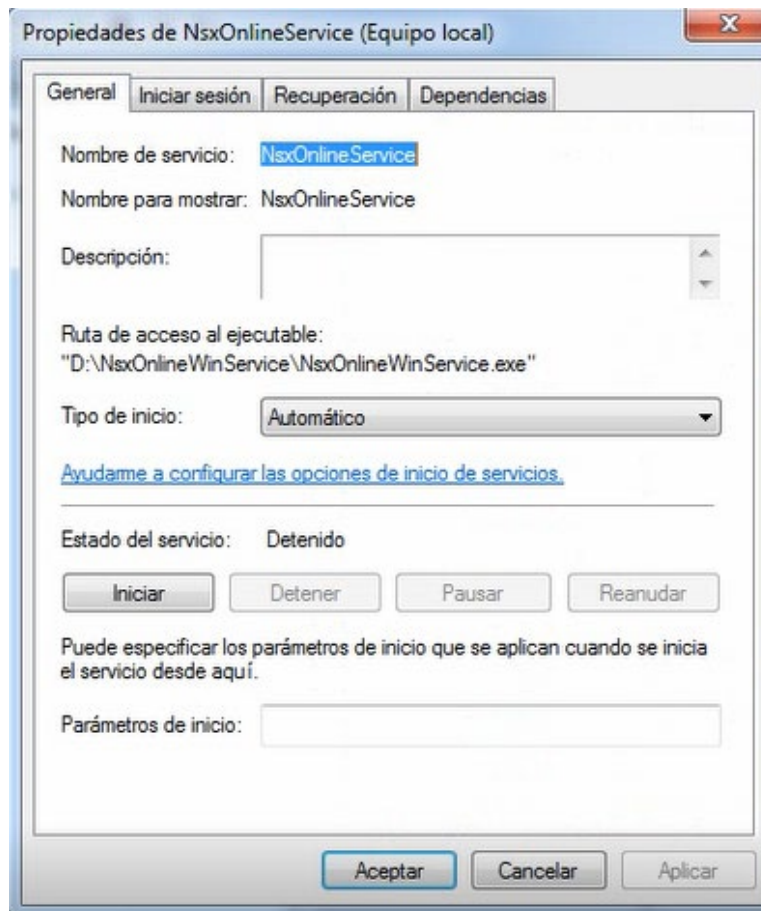 Propiedades de NsxOnlineService (Equipo local)
General Iniciar sesión Recuperación Dependencias
Nombre de servicio: NsxOnlineService
Nombre para mostrar: NsxOnlineService
Descripción:
Ruta de acceso al ejecutable:
"D:\NsxOnlineWinService\NsxOnlineWinService.exe"
Tipo de inicio: Automático
Ayudarme a configurar las opciones de inicio de servicios.
Estado del servicio: Detenido
Iniciar Detener Pausar Reanudar
Puede especificar los parámetros de inicio que se aplican cuando se inicia
el servicio desde aquí.
Parámetros de inicio:
Aceptar Cancelar Aplicar